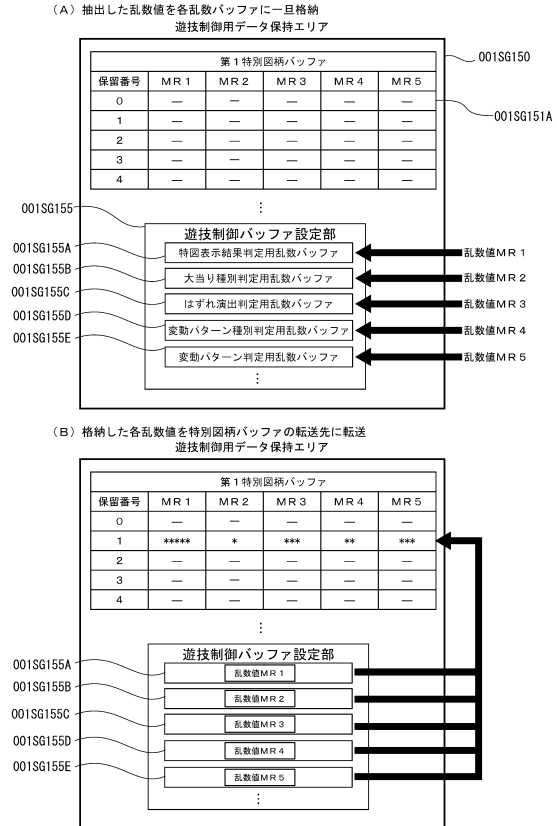 （A）抽出した乱数値を各乱数バッファに一旦格納
遊技制御用データ保持エリア
001SG150
第１特別図柄バッファ
保留番号 ＭＲ１ ＭＲ２ ＭＲ３ ＭＲ４ ＭＲ５
0 ― ― ― ― ―
001SG151A
1 ― ― ― ― ―
2 ― ― ― ― ―
3 ― ― ― ― ―
4 ― ― ― ― ―
⋮
001SG155
遊技制御バッファ設定部
001SG155A 特図表示結果判定用乱数バッファ 乱数値ＭＲ１
001SG155B 大当り種別判定用乱数バッファ 乱数値ＭＲ２
001SG155C はずれ演出判定用乱数バッファ 乱数値ＭＲ３
001SG155D 変動パターン種別判定用乱数バッファ 乱数値ＭＲ４
001SG155E 変動パターン判定用乱数バッファ 乱数値ＭＲ５
⋮
（B）格納した各乱数値を特別図柄バッファの転送先に転送
遊技制御用データ保持エリア
第１特別図柄バッファ
保留番号 ＭＲ１ ＭＲ２ ＭＲ３ ＭＲ４ ＭＲ５
0 ― ― ― ― ―
1 ***** * *** ** ***
2 ― ― ― ― ―
3 ― ― ― ― ―
4 ― ― ― ― ―
⋮
遊技制御バッファ設定部
001SG155A 乱数値ＭＲ１
001SG155B 乱数値ＭＲ２
001SG155C 乱数値ＭＲ３
001SG155D 乱数値ＭＲ４
001SG155E 乱数値ＭＲ５
⋮